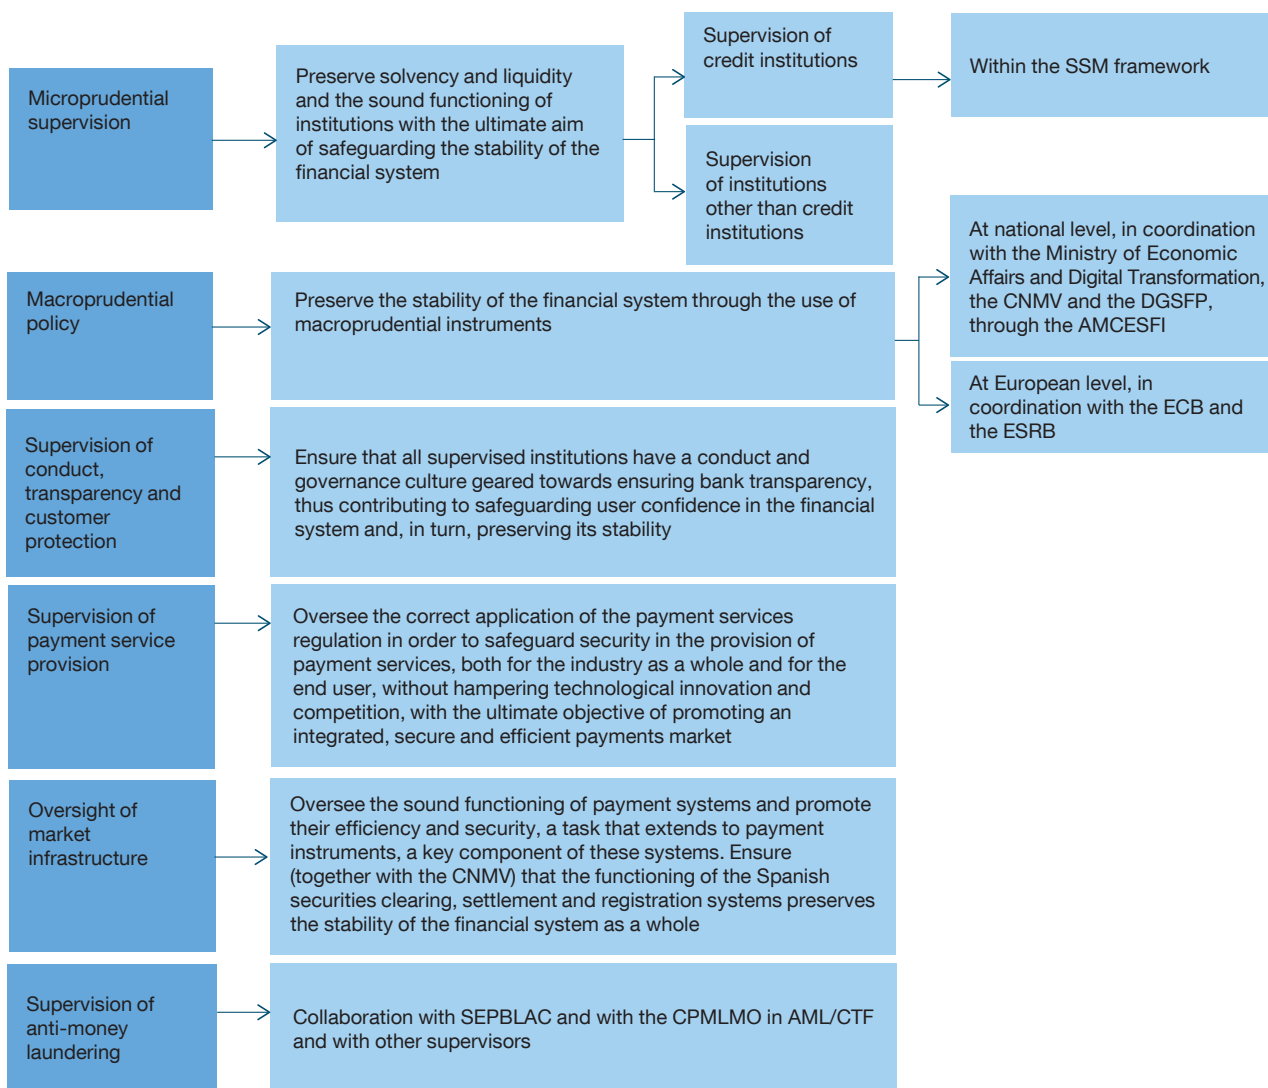 Microprudential
supervision
Preserve solvency and liquidity
and the sound functioning of
institutions with the ultimate aim
of safeguarding the stability of the
financial system
Supervision of
credit institutions
Within the SSM framework
Supervision
of institutions
other than credit
institutions
Macroprudential
policy
Preserve the stability of the financial system through the use of
macroprudential instruments
At national level, in coordination
with the Ministry of Economic
Affairs and Digital Transformation,
the CNMV and the DGSFP,
through the AMCESFI
At European level, in
coordination with the ECB and
the ESRB
Supervision of
conduct,
transparency and
customer
protection
Ensure that all supervised institutions have a conduct and
governance culture geared towards ensuring bank transparency,
thus contributing to safeguarding user confidence in the financial
system and, in turn, preserving its stability
Supervision of
payment service
provision
Oversee the correct application of the payment services
regulation in order to safeguard security in the provision of
payment services, both for the industry as a whole and for the
end user, without hampering technological innovation and
competition, with the ultimate objective of promoting an
integrated, secure and efficient payments market
Oversight of
market
infrastructure
Oversee the sound functioning of payment systems and promote
their efficiency and security, a task that extends to payment
instruments, a key component of these systems. Ensure
(together with the CNMV) that the functioning of the Spanish
securities clearing, settlement and registration systems preserves
the stability of the financial system as a whole
Supervision of
anti-money
laundering
Collaboration with SEPBLAC and with the CPMLMO in AML/CTF
and with other supervisors